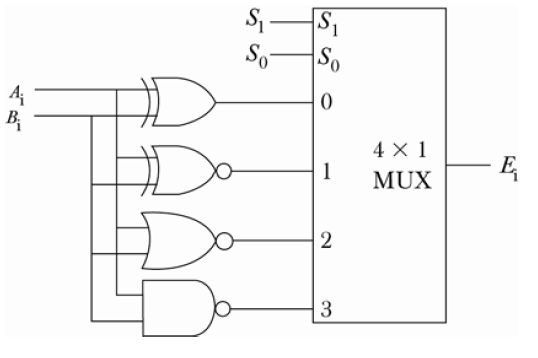 S₁ S₁
S₀ S₀
Aᵢ 0
Bᵢ
1 4 × 1
MUX Eᵢ
2
3